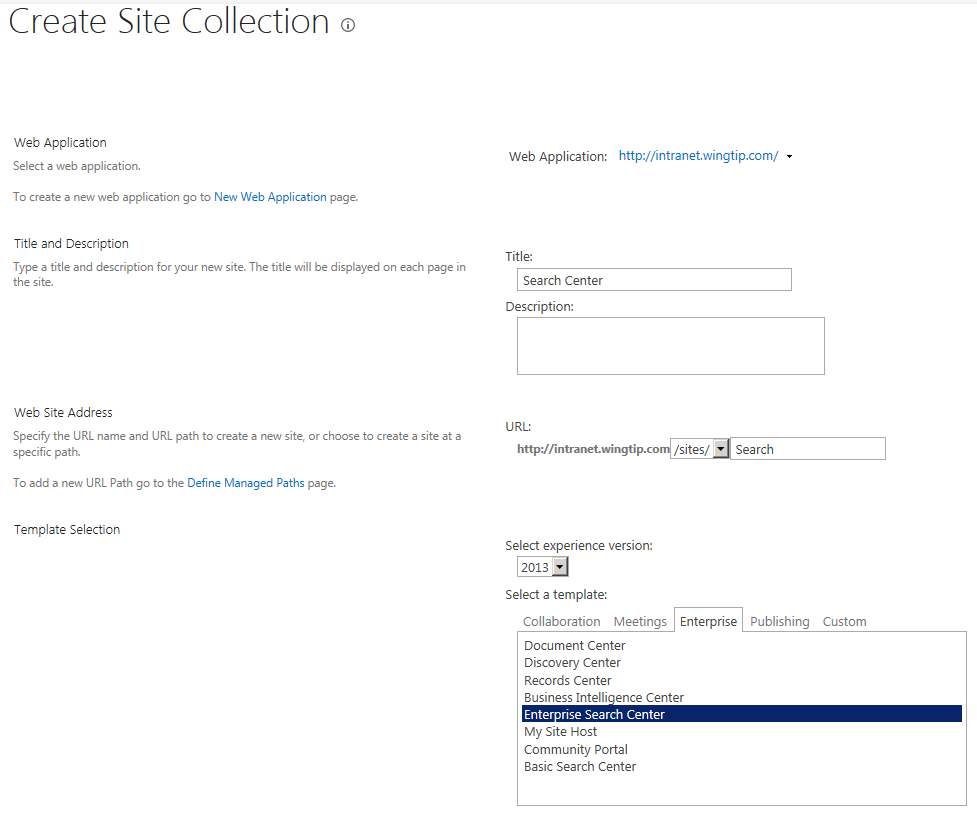 Create Site Collection
Web Application
Select a web application.
To create a new web application go to New Web Application page.
Web Application: http://intranet.wingtip.com/
Title and Description
Type a title and description for your new site. The title will be displayed on each page in
the site.
Title:
Search Center
Description:
Web Site Address
Specify the URL name and URL path to create a new site, or choose to create a site at a
specific path.
To add a new URL Path go to the Define Managed Paths page.
URL:
http://intranet.wingtip.com /sites/ Search
Template Selection
Select experience version:
2013
Select a template:
Collaboration Meetings Enterprise Publishing Custom
Document Center
Discovery Center
Records Center
Business Intelligence Center
Enterprise Search Center
My Site Host
Community Portal
Basic Search Center